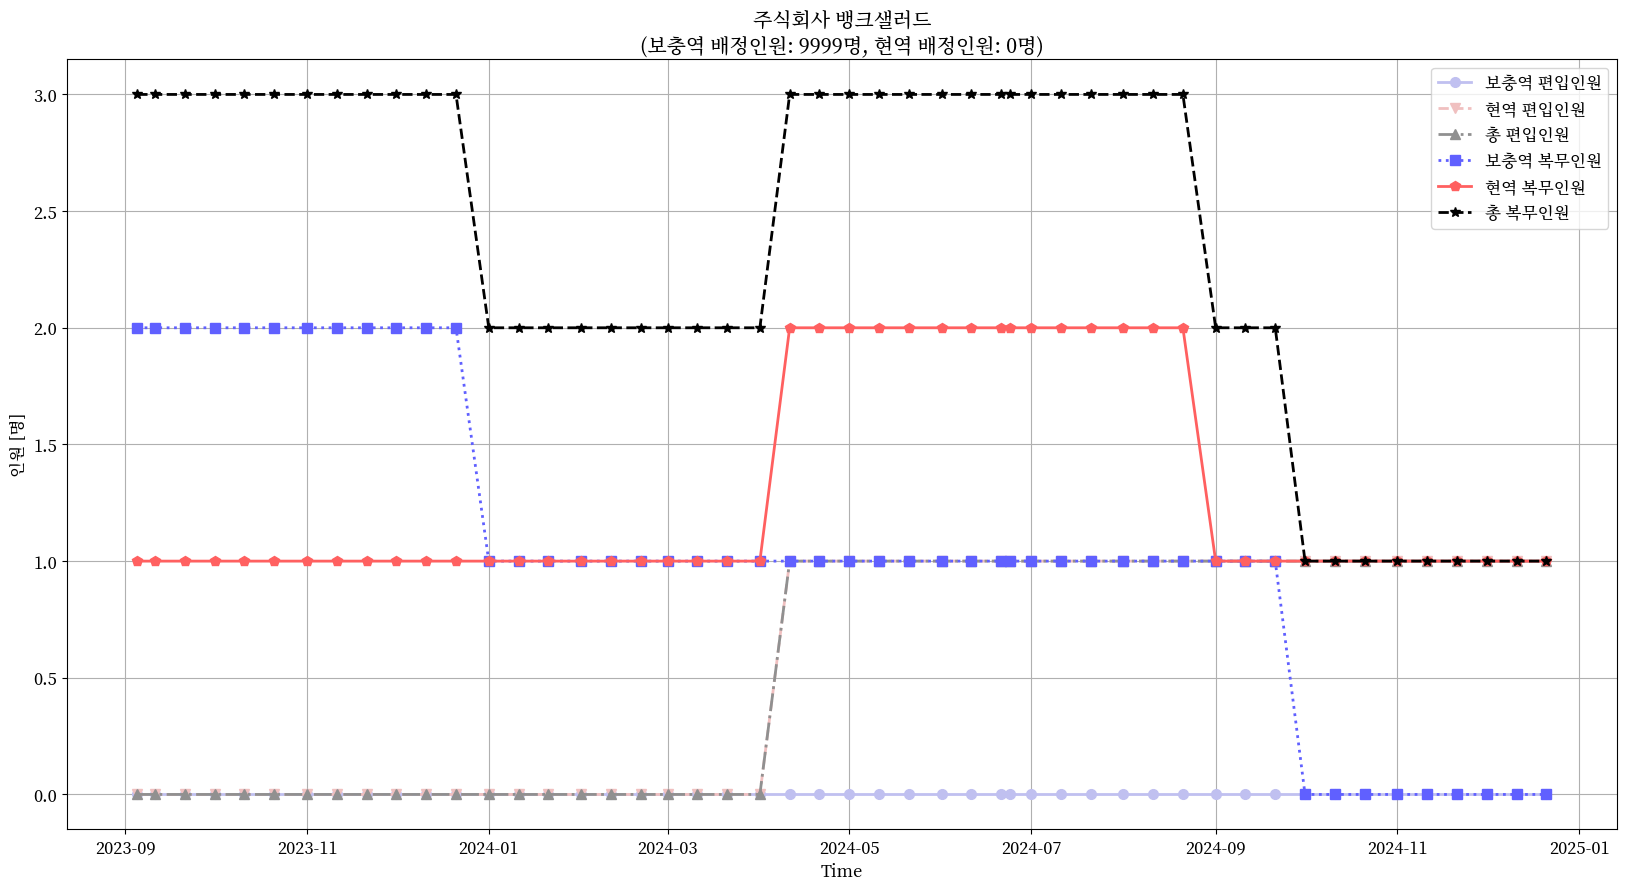 주식회사 뱅크샐러드
(보충역 배정인원: 9999명, 현역 배정인원: 0명)
보충역 편입인원
현역 편입인원
총 편입인원
보충역 복무인원
현역 복무인원
총 복무인원
인원 [명]
3.0
2.5
2.0
1.5
1.0
0.5
0.0
2023-09
2023-11
2024-01
2024-03
2024-05
2024-07
2024-09
2024-11
2025-01
Time